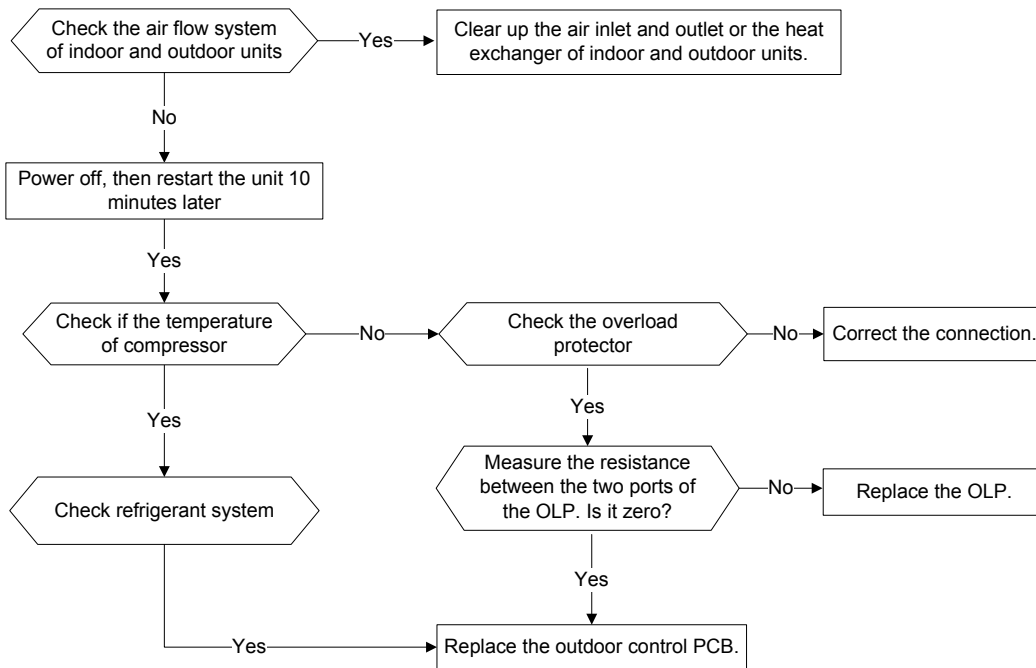 Check the air flow system
of indoor and outdoor units
Yes
Clear up the air inlet and outlet or the heat
exchanger of indoor and outdoor units.
No
Power off, then restart the unit 10
minutes later
Yes
Check if the temperature
of compressor
No
Check the overload
protector
No
Correct the connection.
Yes
Yes
Check refrigerant system
Measure the resistance
between the two ports of
the OLP. Is it zero?
No
Replace the OLP.
Yes
Yes
Replace the outdoor control PCB.